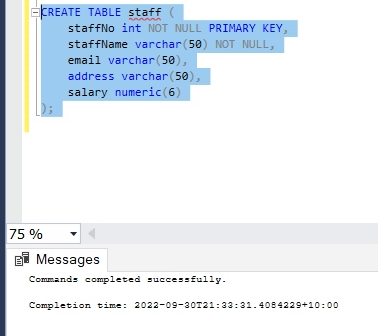 CREATE TABLE staff (
staffNo int NOT NULL PRIMARY KEY,
staffName varchar(50) NOT NULL,
email varchar(50),
address varchar(50),
salary numeric(6)
);
75 %
Messages
Commands completed successfully.
Completion time: 2022-09-30T21:33:31.4084229+10:00